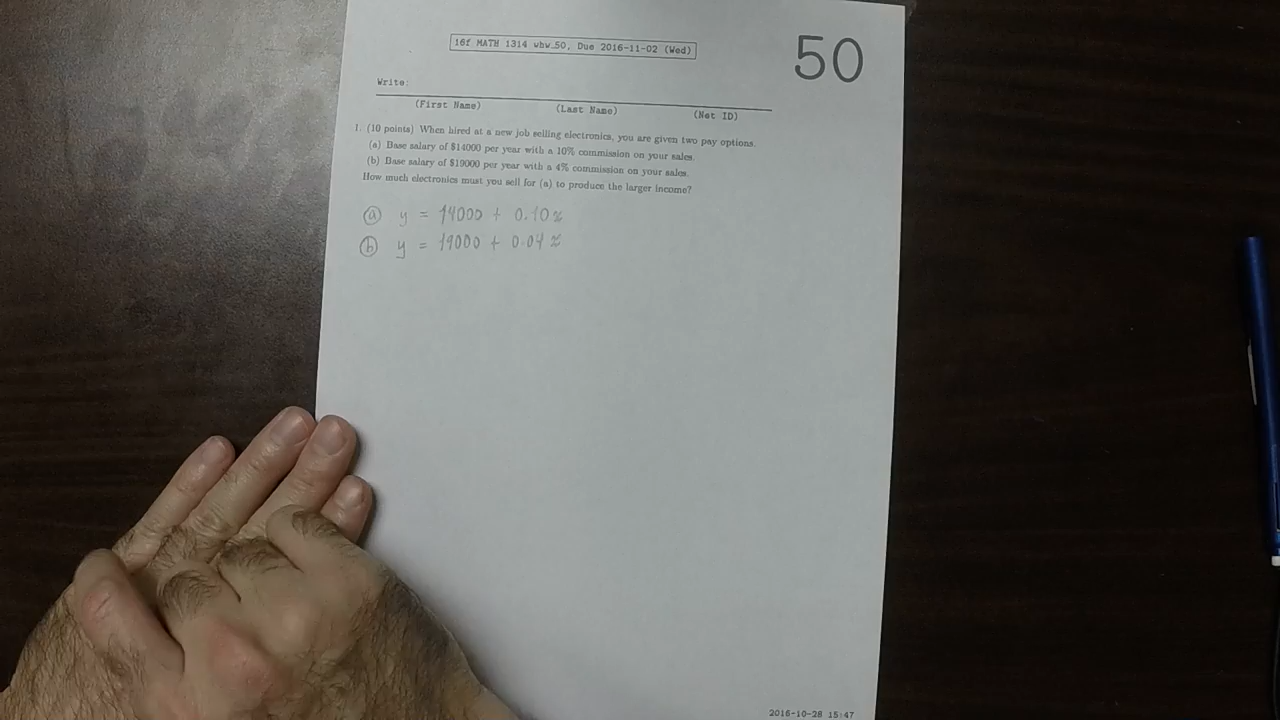 16f MATH 1314 wbw_50, Due 2016-11-02 (Wed)
50
Write:
(First Name) (Last Name) (Net ID)
1. (10 points) When hired at a new job selling electronics, you are given two pay options.
(a) Base salary of $14000 per year with a 10% commission on your sales.
(b) Base salary of $19000 per year with a 4% commission on your sales.
How much electronics must you sell for (a) to produce the larger income?
(a) y = 14000 + 0.10x
(b) y = 19000 + 0.04x
2016-10-28 15:47